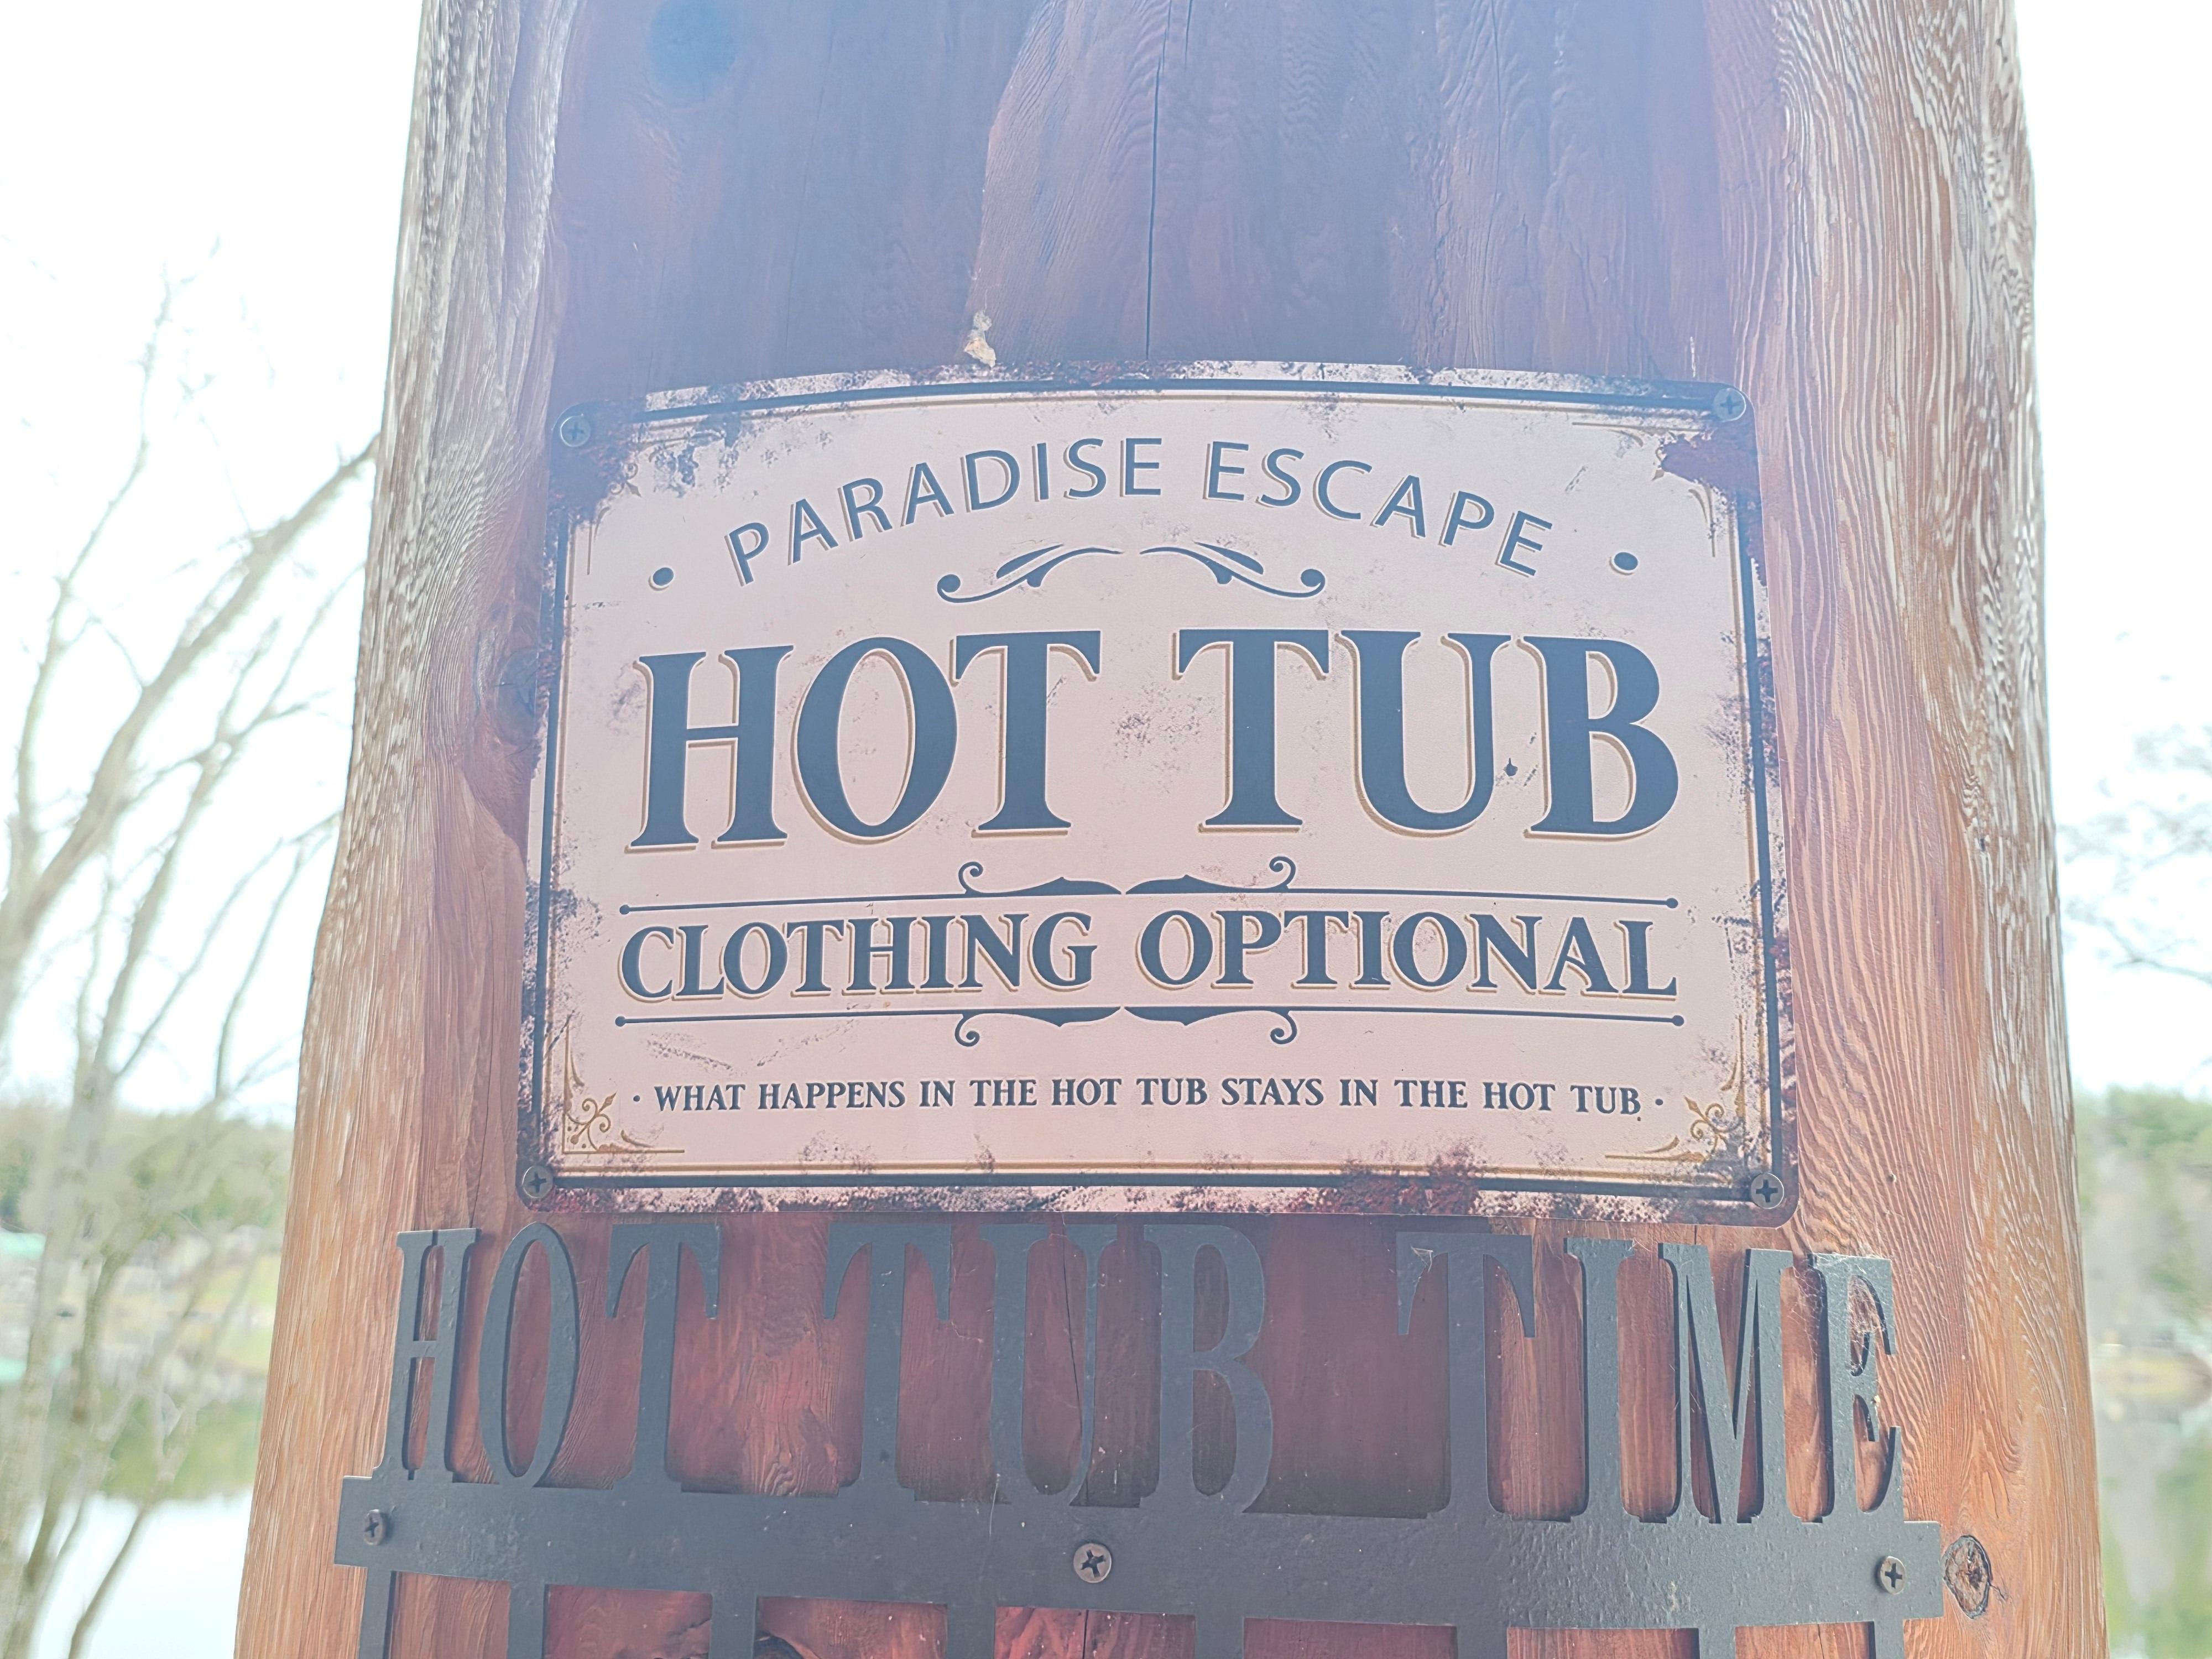 • PARADISE ESCAPE •
HOT TUB
CLOTHING OPTIONAL
• WHAT HAPPENS IN THE HOT TUB STAYS IN THE HOT TUB •
HOT TUB TIME